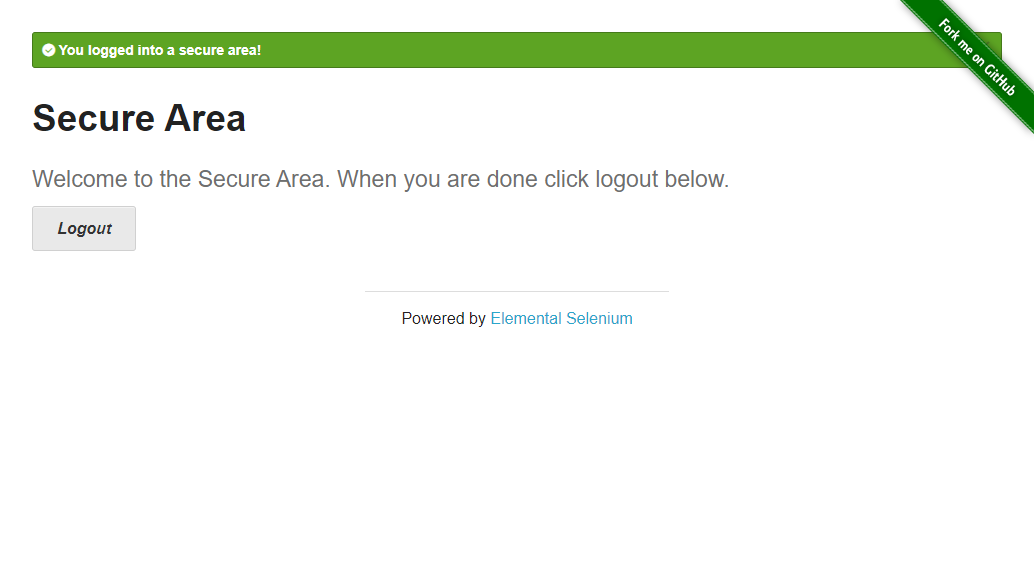 You logged into a secure area!
Fork me on GitHub
Secure Area
Welcome to the Secure Area. When you are done click logout below.
Logout
Powered by Elemental Selenium